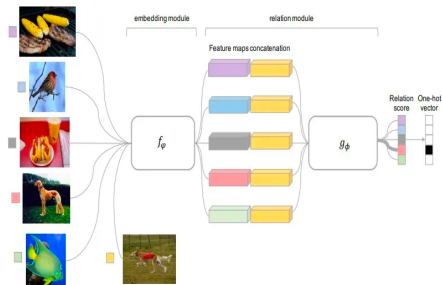 embedding module
relation module
Feature maps concatenation
Relation
score
One-hot
vector
fφ
gϕ